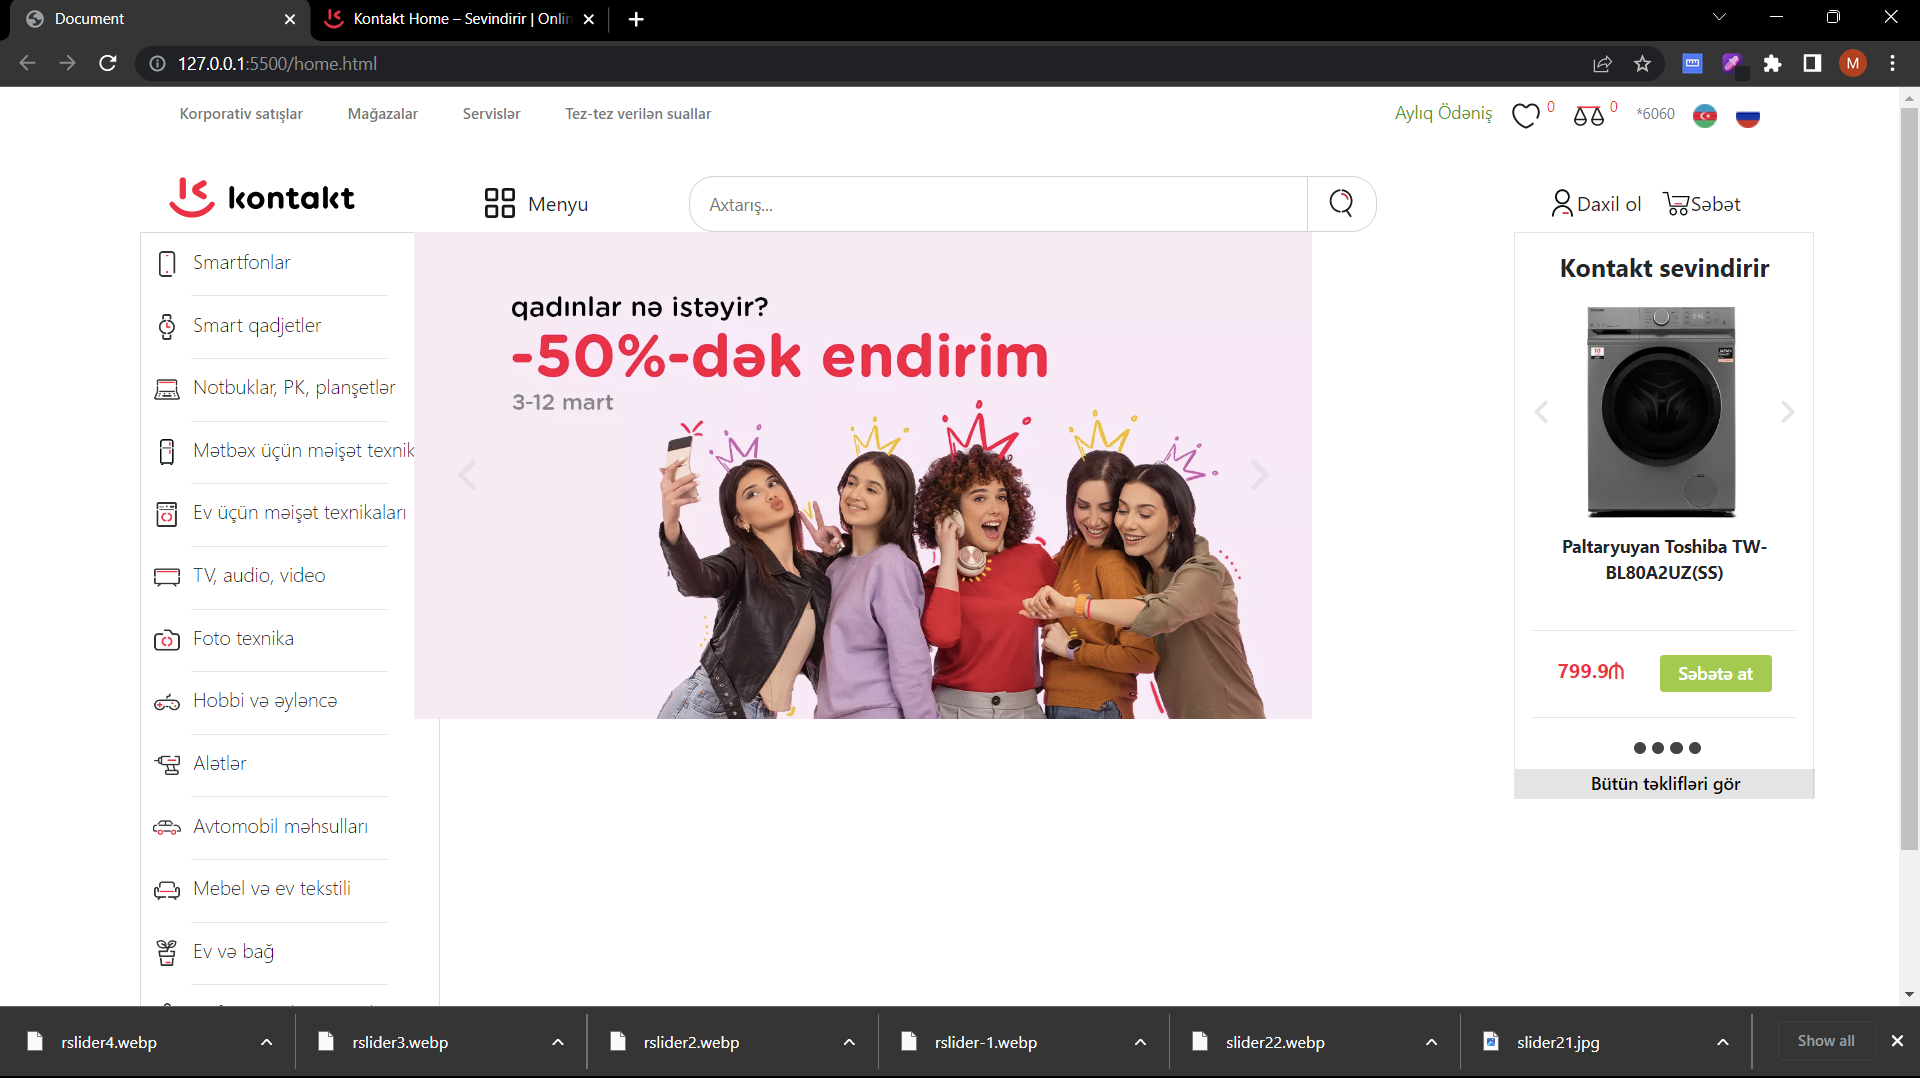 Document
Kontakt Home – Sevindirir | Onlin
127.0.0.1:5500/home.html
M
Korporativ satışlar
Mağazalar
Servislər
Tez-tez verilən suallar
Aylıq Ödəniş
0
0
*6060
kontakt
Menyu
Axtarış...
Daxil ol
Səbət
Smartfonlar
Smart qadjetler
Notbuklar, PK, planşetlər
Mətbəx üçün məişət texnik
Ev üçün məişət texnikaları
TV, audio, video
Foto texnika
Hobbi və əyləncə
Alətlər
Avtomobil məhsulları
Mebel və ev tekstili
Ev və bağ
qadınlar nə istəyir?
-50%-dək endirim
3-12 mart
Kontakt sevindirir
Paltaryuyan Toshiba TW-
BL80A2UZ(SS)
799.9₼
Səbətə at
Bütün təklifləri gör
rslider4.webp
rslider3.webp
rslider2.webp
rslider-1.webp
slider22.webp
slider21.jpg
Show all